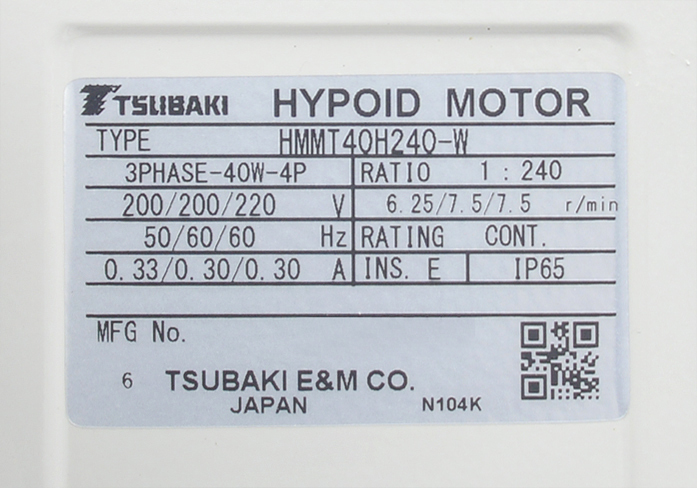 TSUBAKI HYPOID MOTOR
TYPE HMMT40H240-W
3PHASE-40W-4P RATIO 1 : 240
200/200/220 V 6.25/7.5/7.5 r/min
50/60/60 Hz RATING CONT.
0.33/0.30/0.30 A INS. E IP65
MFG No.
6 TSUBAKI E&M CO.
JAPAN N104K